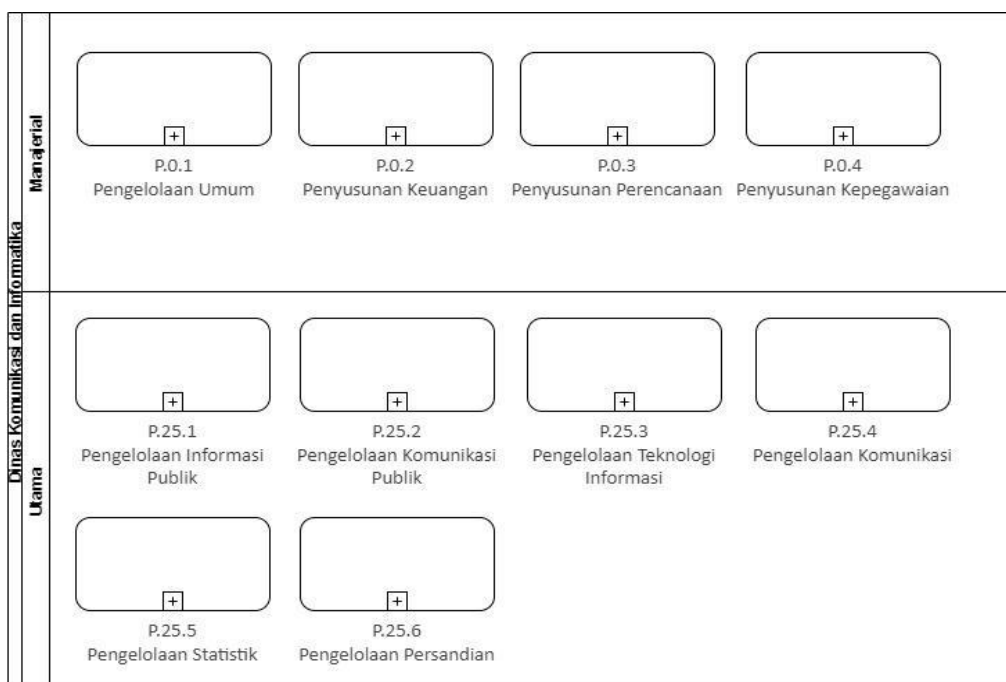 Dinas Komunikasi dan Informatika
Manajerial
P.0.1
Pengelolaan Umum
P.0.2
Penyusunan Keuangan
P.0.3
Penyusunan Perencanaan
P.0.4
Penyusunan Kepegawaian
Utama
P.25.1
Pengelolaan Informasi
Publik
P.25.2
Pengelolaan Komunikasi
Publik
P.25.3
Pengelolaan Teknologi
Informasi
P.25.4
Pengelolaan Komunikasi
P.25.5
Pengelolaan Statistik
P.25.6
Pengelolaan Persandian